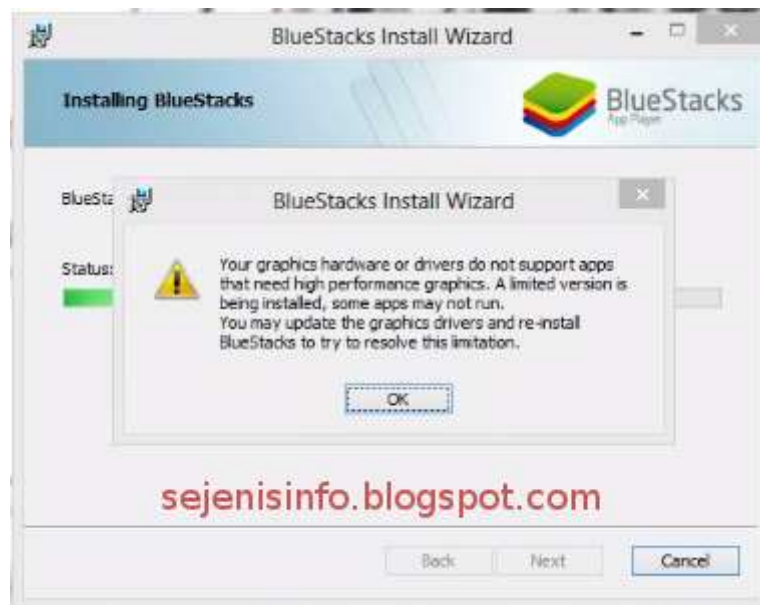 BlueStacks Install Wizard
Installing BlueStacks
BlueStacks
App Player
BlueSta
BlueStacks Install Wizard
Status:
Your graphics hardware or drivers do not support apps
that need high performance graphics. A limited version is
being installed, some apps may not run.
You may update the graphics drivers and re-install
BlueStacks to try to resolve this limitation.
OK
sejenisinfo.blogspot.com
Back
Next
Cancel